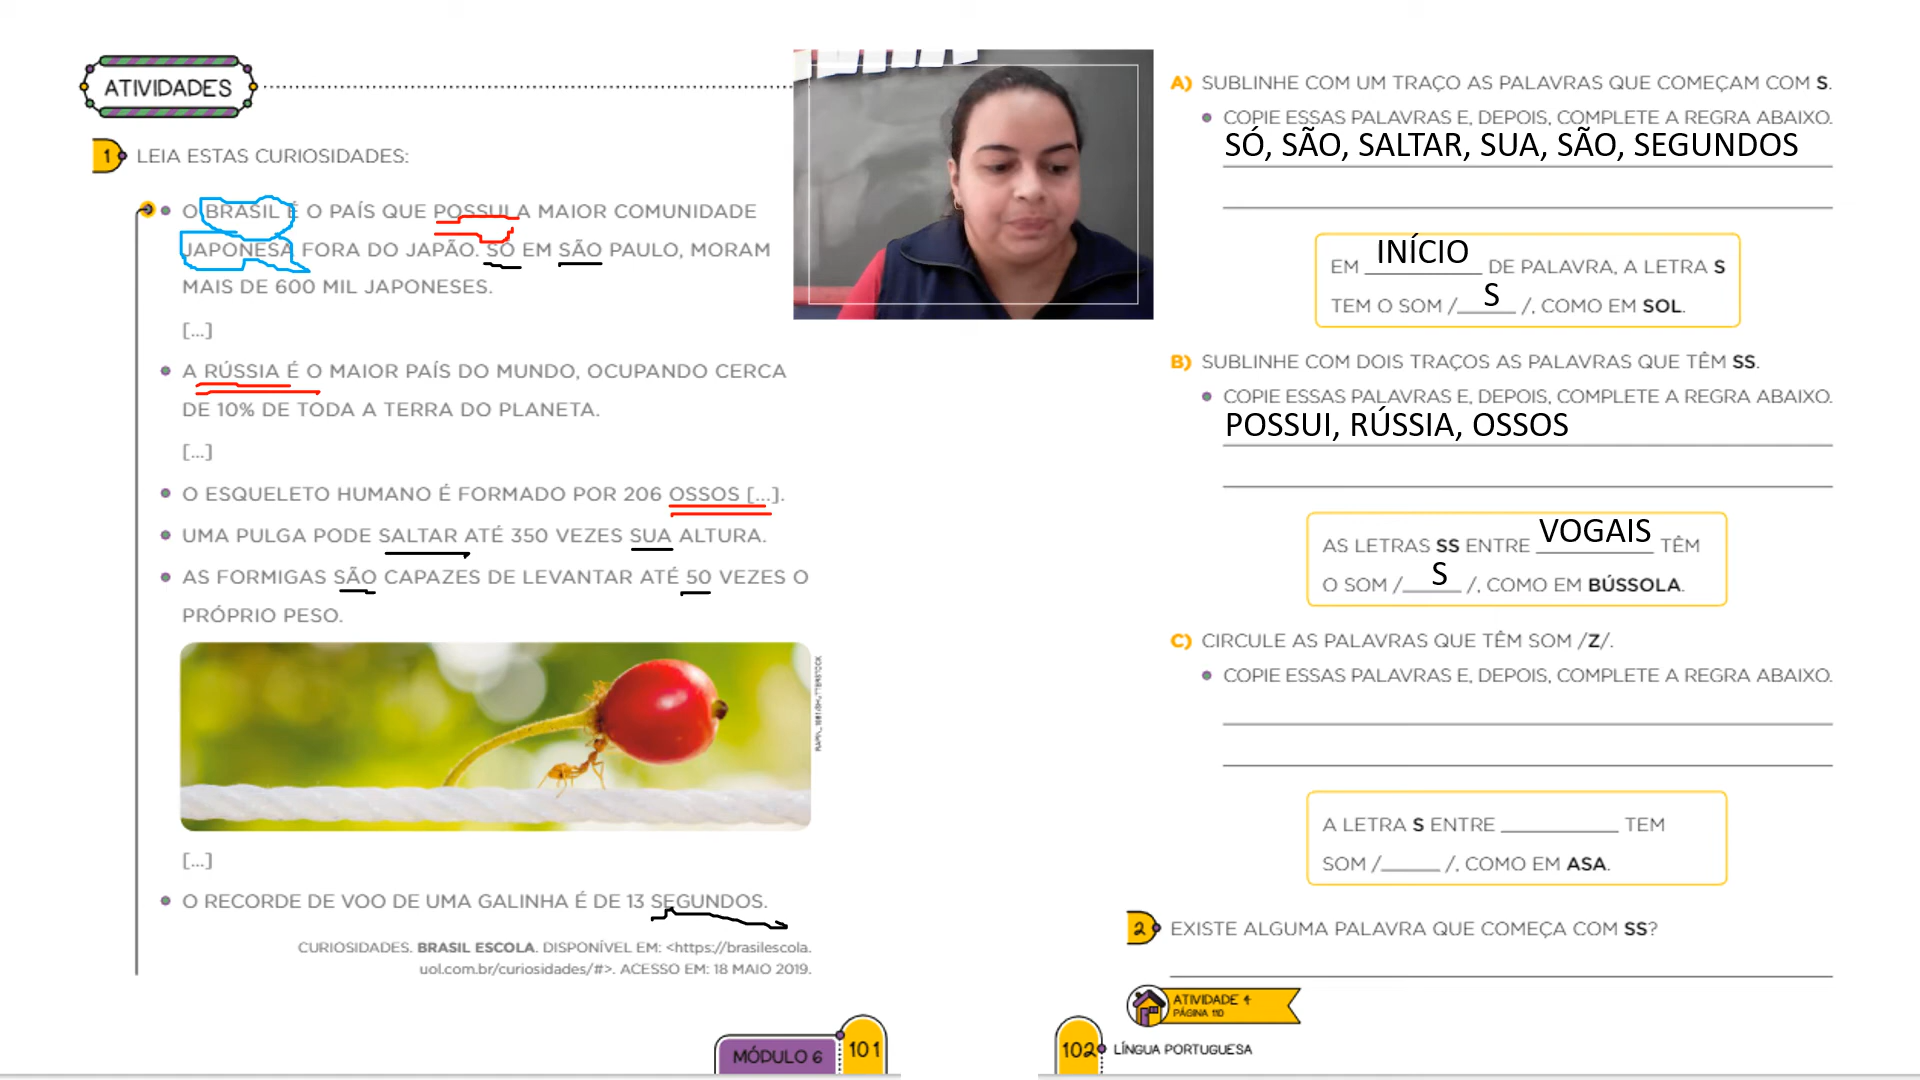 ATIVIDADES
1 LEIA ESTAS CURIOSIDADES:
O BRASIL É O PAÍS QUE POSSUI A MAIOR COMUNIDADE
JAPONESA FORA DO JAPÃO. SÓ EM SÃO PAULO, MORAM
MAIS DE 600 MIL JAPONESES.
[...]
A RÚSSIA É O MAIOR PAÍS DO MUNDO, OCUPANDO CERCA
DE 10% DE TODA A TERRA DO PLANETA.
[...]
O ESQUELETO HUMANO É FORMADO POR 206 OSSOS [...].
UMA PULGA PODE SALTAR ATÉ 350 VEZES SUA ALTURA.
AS FORMIGAS SÃO CAPAZES DE LEVANTAR ATÉ 50 VEZES O
PRÓPRIO PESO.
[...]
O RECORDE DE VOO DE UMA GALINHA É DE 13 SEGUNDOS.
CURIOSIDADES. BRASIL ESCOLA. DISPONÍVEL EM: <https://brasilescola.
uol.com.br/curiosidades/#>. ACESSO EM: 18 MAIO 2019.
MÓDULO 6 101
A) SUBLINHE COM UM TRAÇO AS PALAVRAS QUE COMEÇAM COM S.
COPIE ESSAS PALAVRAS E, DEPOIS, COMPLETE A REGRA ABAIXO.
SÓ, SÃO, SALTAR, SUA, SÃO, SEGUNDOS
EM INÍCIO DE PALAVRA, A LETRA S
TEM O SOM / S /, COMO EM SOL.
B) SUBLINHE COM DOIS TRAÇOS AS PALAVRAS QUE TÊM SS.
COPIE ESSAS PALAVRAS E, DEPOIS, COMPLETE A REGRA ABAIXO.
POSSUI, RÚSSIA, OSSOS
AS LETRAS SS ENTRE VOGAIS TÊM
O SOM / S /, COMO EM BÚSSOLA.
C) CIRCULE AS PALAVRAS QUE TÊM SOM /Z/.
COPIE ESSAS PALAVRAS E, DEPOIS, COMPLETE A REGRA ABAIXO.
A LETRA S ENTRE ____________ TEM
SOM /______ /, COMO EM ASA.
2 EXISTE ALGUMA PALAVRA QUE COMEÇA COM SS?
ATIVIDADE 4
PÁGINA 110
102 LÍNGUA PORTUGUESA